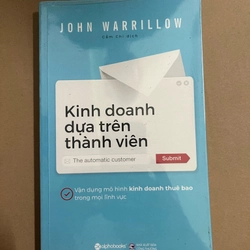 JOHN WARRILLOW
Kinh doanh
dựa trên
thành viên
The automatic customer
Submit
Vận dụng mô hình kinh doanh thuê bao
trong mọi lĩnh vực
alphabooks